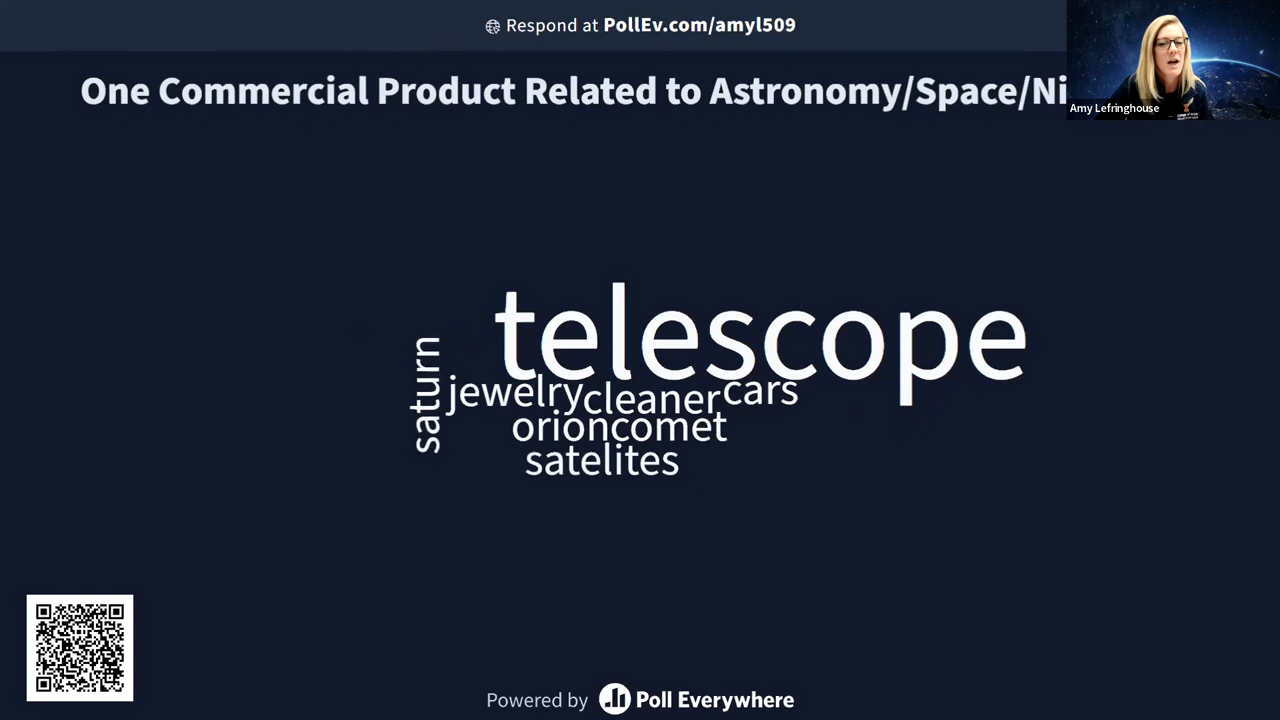 Respond at PollEv.com/amyl509
One Commercial Product Related to Astronomy/Space/Ni
Amy Lefringhouse
telescope
saturn
jewelry
cleaner
cars
orion
comet
satelites
Powered by Poll Everywhere